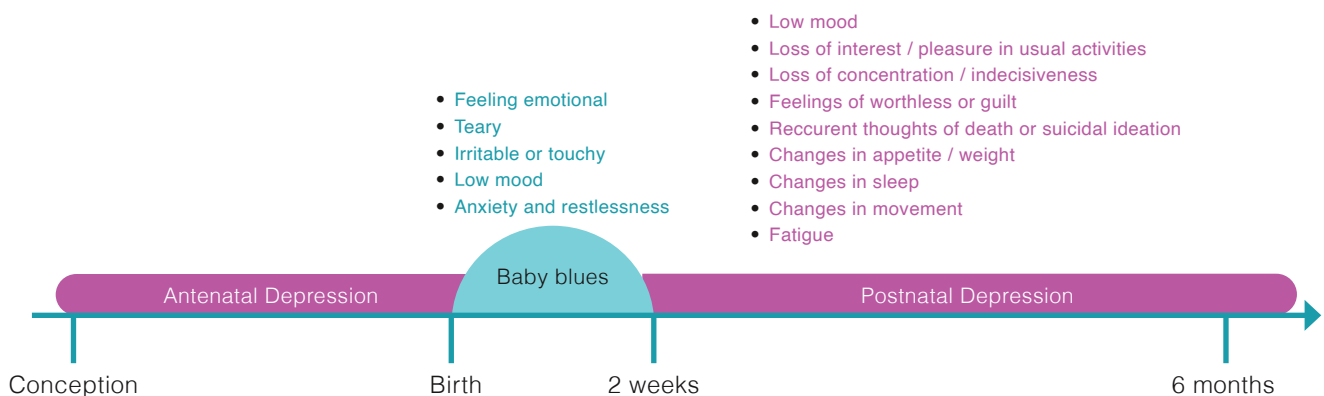 • Feeling emotional
• Teary
• Irritable or touchy
• Low mood
• Anxiety and restlessness
• Low mood
• Loss of interest / pleasure in usual activities
• Loss of concentration / indecisiveness
• Feelings of worthless or guilt
• Reccurent thoughts of death or suicidal ideation
• Changes in appetite / weight
• Changes in sleep
• Changes in movement
• Fatigue
Antenatal Depression
Baby blues
Postnatal Depression
Conception
Birth
2 weeks
6 months